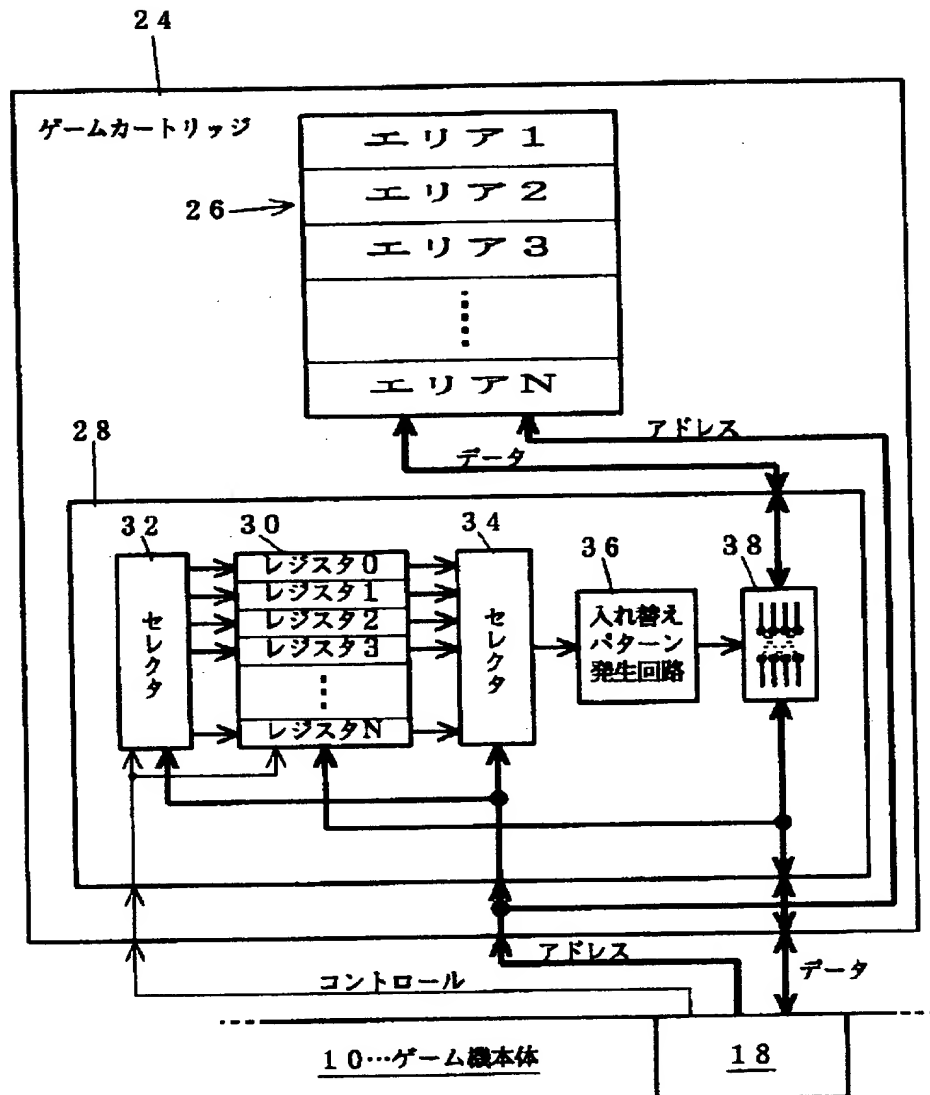 ２４
ゲームカートリッジ
エリア１
エリア２
２６
エリア３
エリアＮ
２８
アドレス
データ
３２
３０
３４
３６
３８
セレクタ
レジスタ０
レジスタ１
レジスタ２
レジスタ３
レジスタＮ
セレクタ
入れ替え
パターン
発生回路
アドレス
データ
コントロール
１０…ゲーム機本体
１８